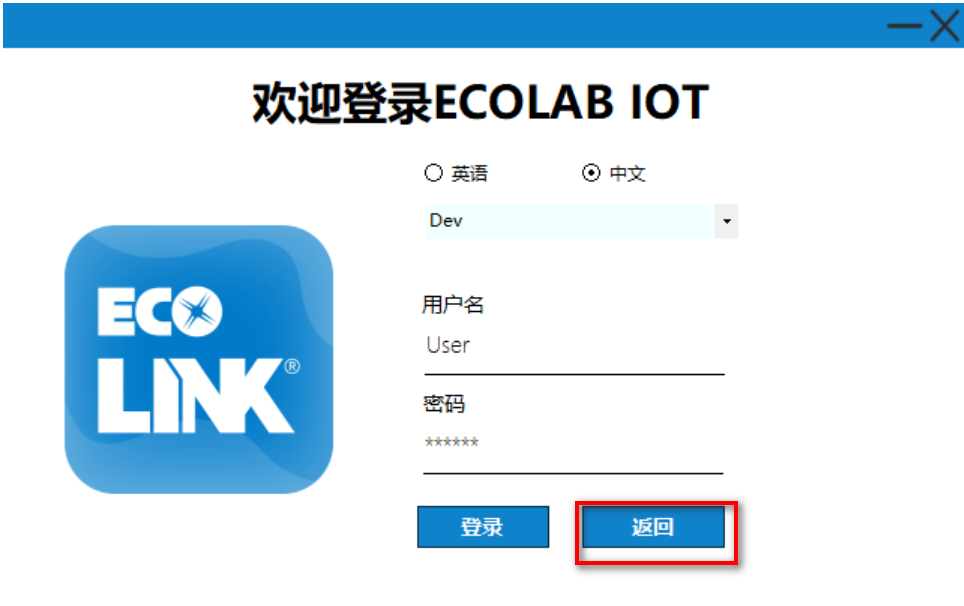 欢迎登录ECOLAB IOT
英语 中文
Dev
ECO
LINK®
用户名
User
密码
******
登录 返回